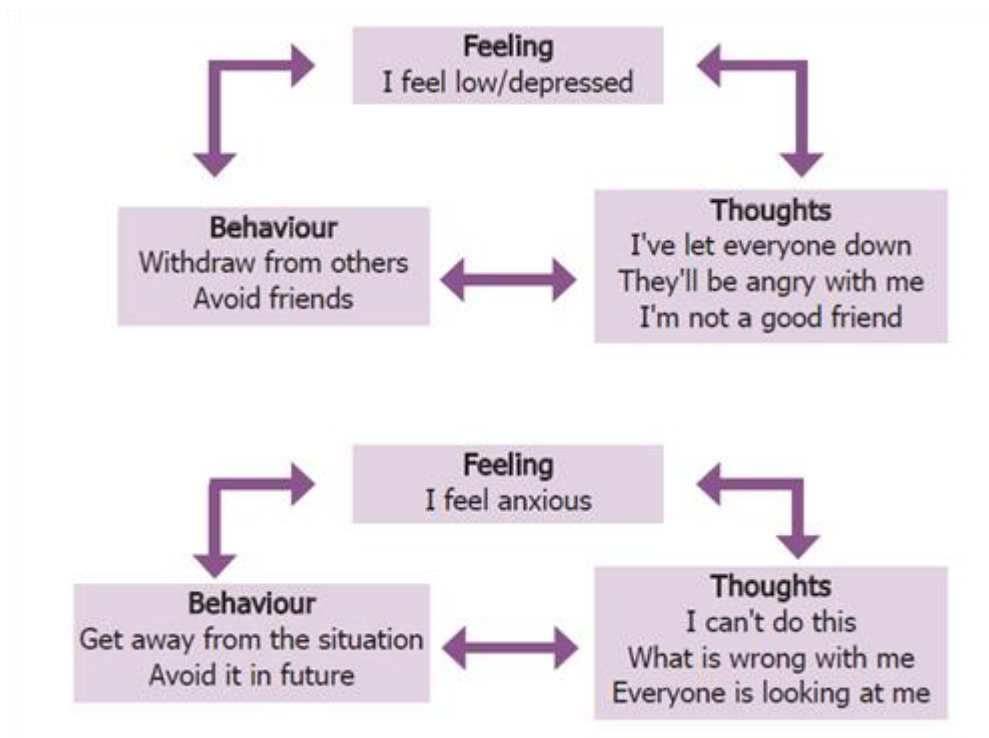 Feeling
I feel low/depressed
Behaviour
Withdraw from others
Avoid friends
Thoughts
I've let everyone down
They'll be angry with me
I'm not a good friend
Feeling
I feel anxious
Behaviour
Get away from the situation
Avoid it in future
Thoughts
I can't do this
What is wrong with me
Everyone is looking at me